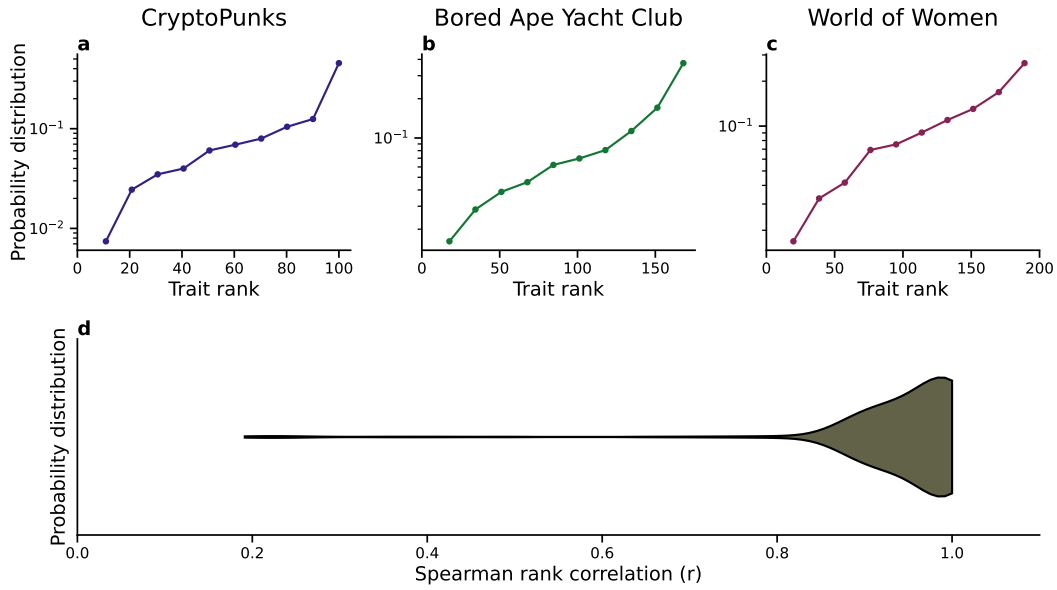 CryptoPunks
Bored Ape Yacht Club
World of Women
a
b
c
Probability distribution
10⁻¹
10⁻²
10⁻¹
10⁻¹
0 20 40 60 80 100
0 50 100 150
0 50 100 150 200
Trait rank
Trait rank
Trait rank
d
Probability distribution
0.0 0.2 0.4 0.6 0.8 1.0
Spearman rank correlation (r)